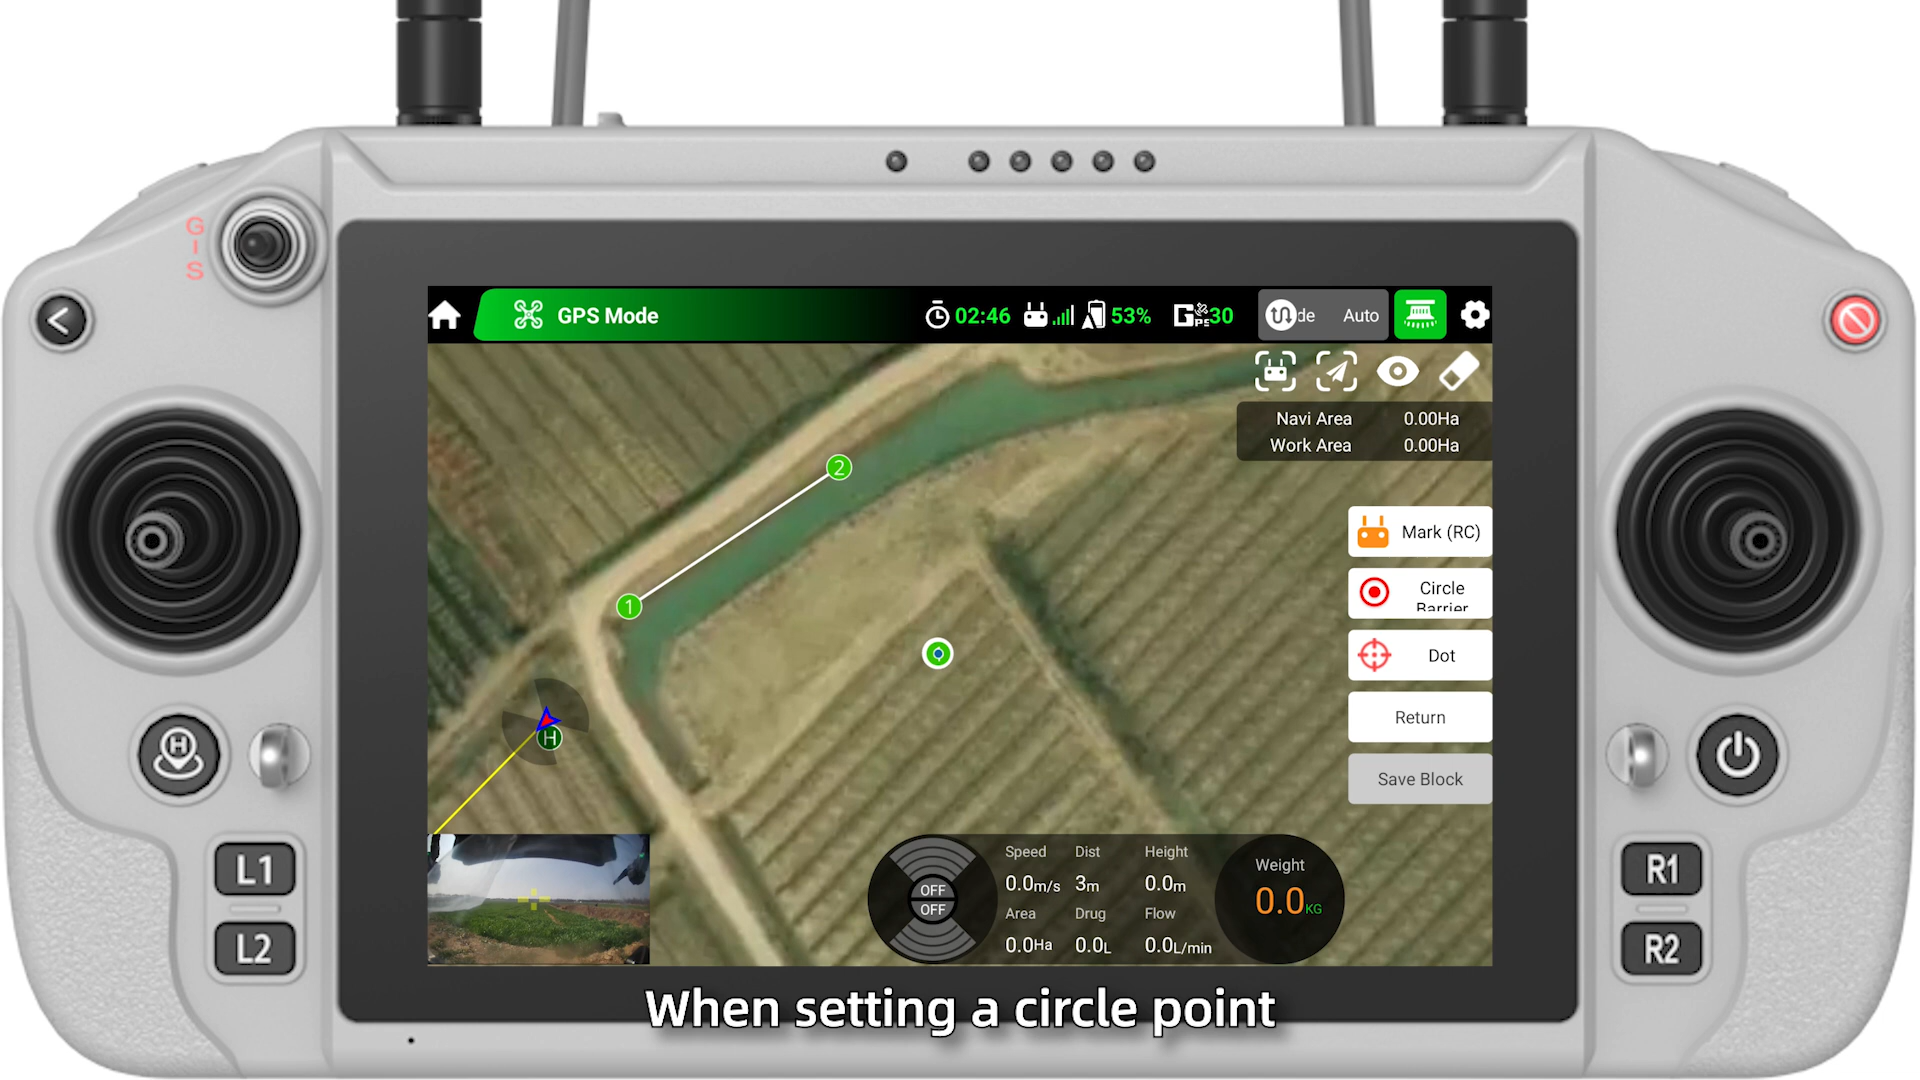 G
I
S
GPS Mode
02:46
53%
GPS 30
de Auto
Navi Area 0.00Ha
Work Area 0.00Ha
2
1
H
Mark (RC)
Circle
Barrier
Dot
Return
Save Block
Speed Dist Height
0.0m/s 3m 0.0m
Area Drug Flow
0.0Ha 0.0L 0.0L/min
OFF
OFF
Weight
0.0KG
H
L1
L2
R1
R2
When setting a circle point